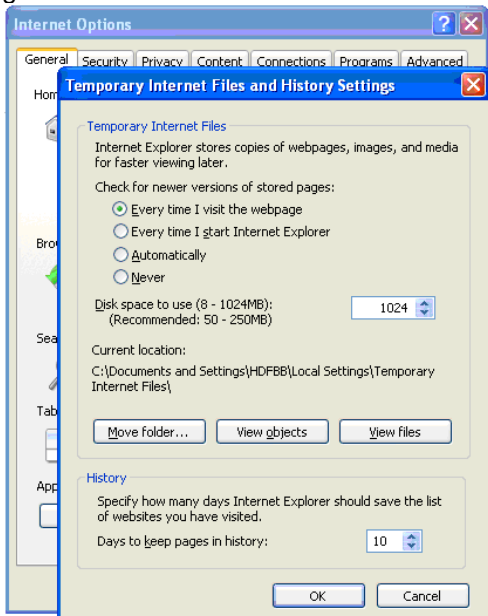 Internet Options
General Security Privacy Content Connections Programs Advanced
Temporary Internet Files and History Settings
Temporary Internet Files
Internet Explorer stores copies of webpages, images, and media
for faster viewing later.
Check for newer versions of stored pages:
Every time I visit the webpage
Every time I start Internet Explorer
Automatically
Never
Disk space to use (8 - 1024MB):
1024
(Recommended: 50 - 250MB)
Current location:
C:\Documents and Settings\HDFBB\Local Settings\Temporary
Internet Files\
Move folder... View objects View files
History
Specify how many days Internet Explorer should save the list
of websites you have visited.
Days to keep pages in history: 10
OK Cancel